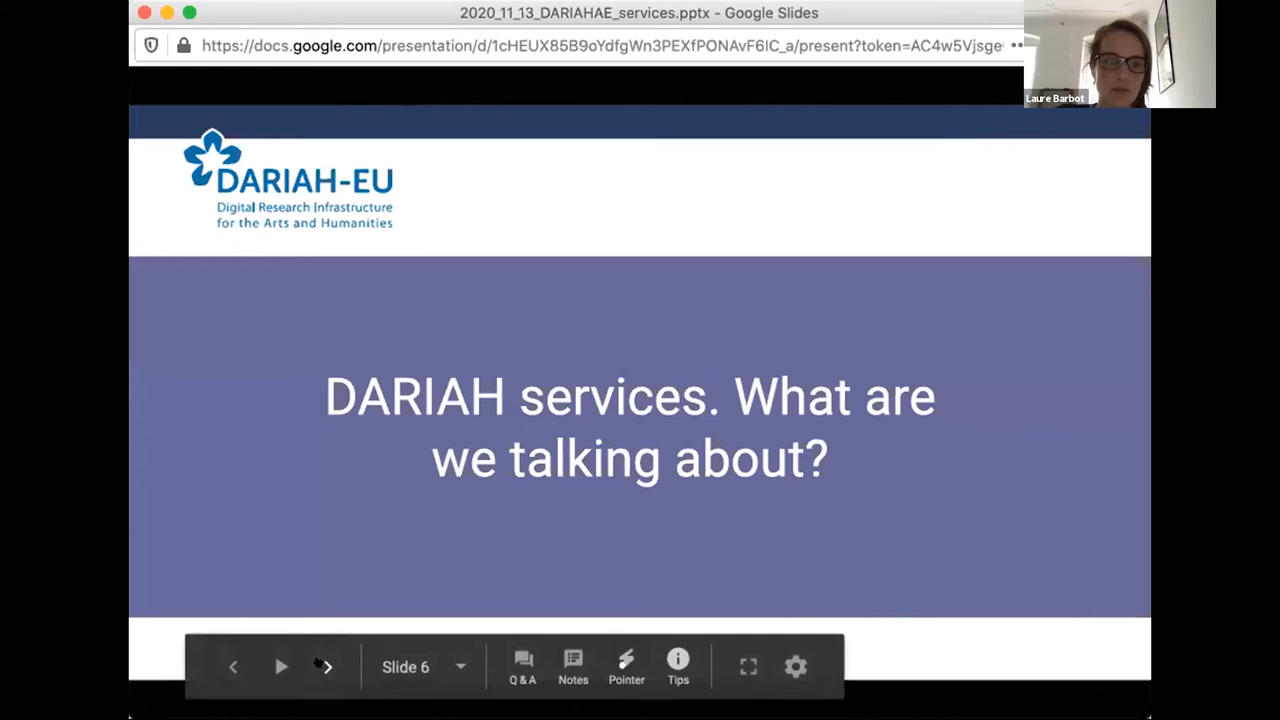 2020_11_13_DARIAHAE_services.pptx - Google Slides
https://docs.google.com/presentation/d/1cHEUX85B9oYdfgWn3PEXfPONAvF6IC_a/present?token=AC4w5Vjsge
Laure Barbot
DARIAH-EU
Digital Research Infrastructure
for the Arts and Humanities
DARIAH services. What are
we talking about?
Slide 6
Q & A
Notes
Pointer
Tips